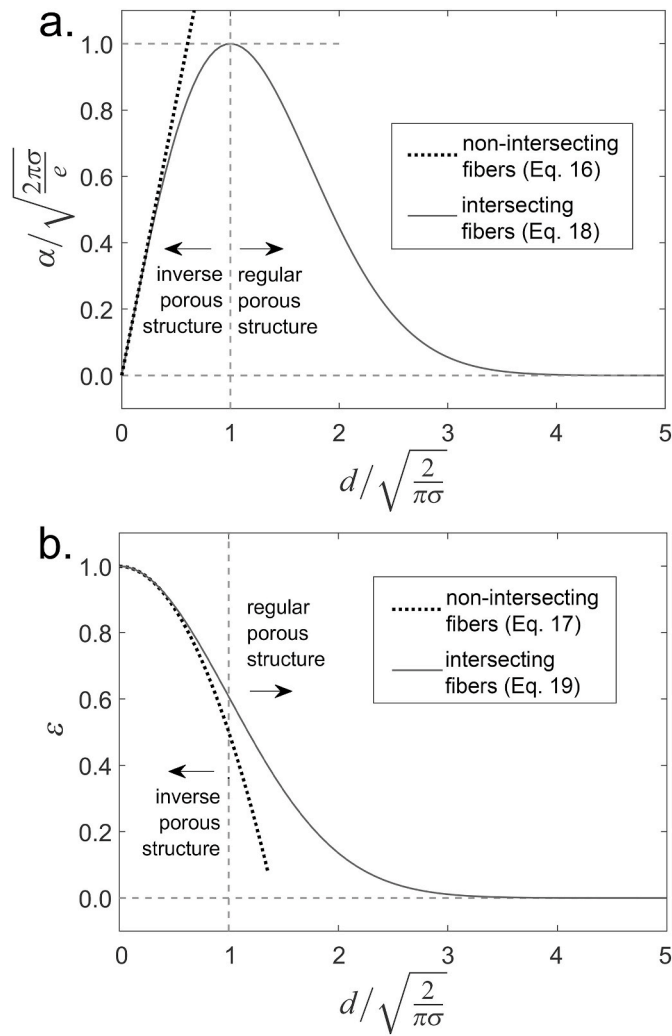 a.
1.0
0.8
0.6
0.4
0.2
0.0
α/√(2πσ/e)
non-intersecting
fibers (Eq. 16)
intersecting
fibers (Eq. 18)
inverse
porous
structure
regular
porous
structure
0 1 2 3 4 5
d/√(2/πσ)
b.
1.0
0.8
0.6
0.4
0.2
0.0
ε
regular
porous
structure
non-intersecting
fibers (Eq. 17)
intersecting
fibers (Eq. 19)
inverse
porous
structure
0 1 2 3 4 5
d/√(2/πσ)